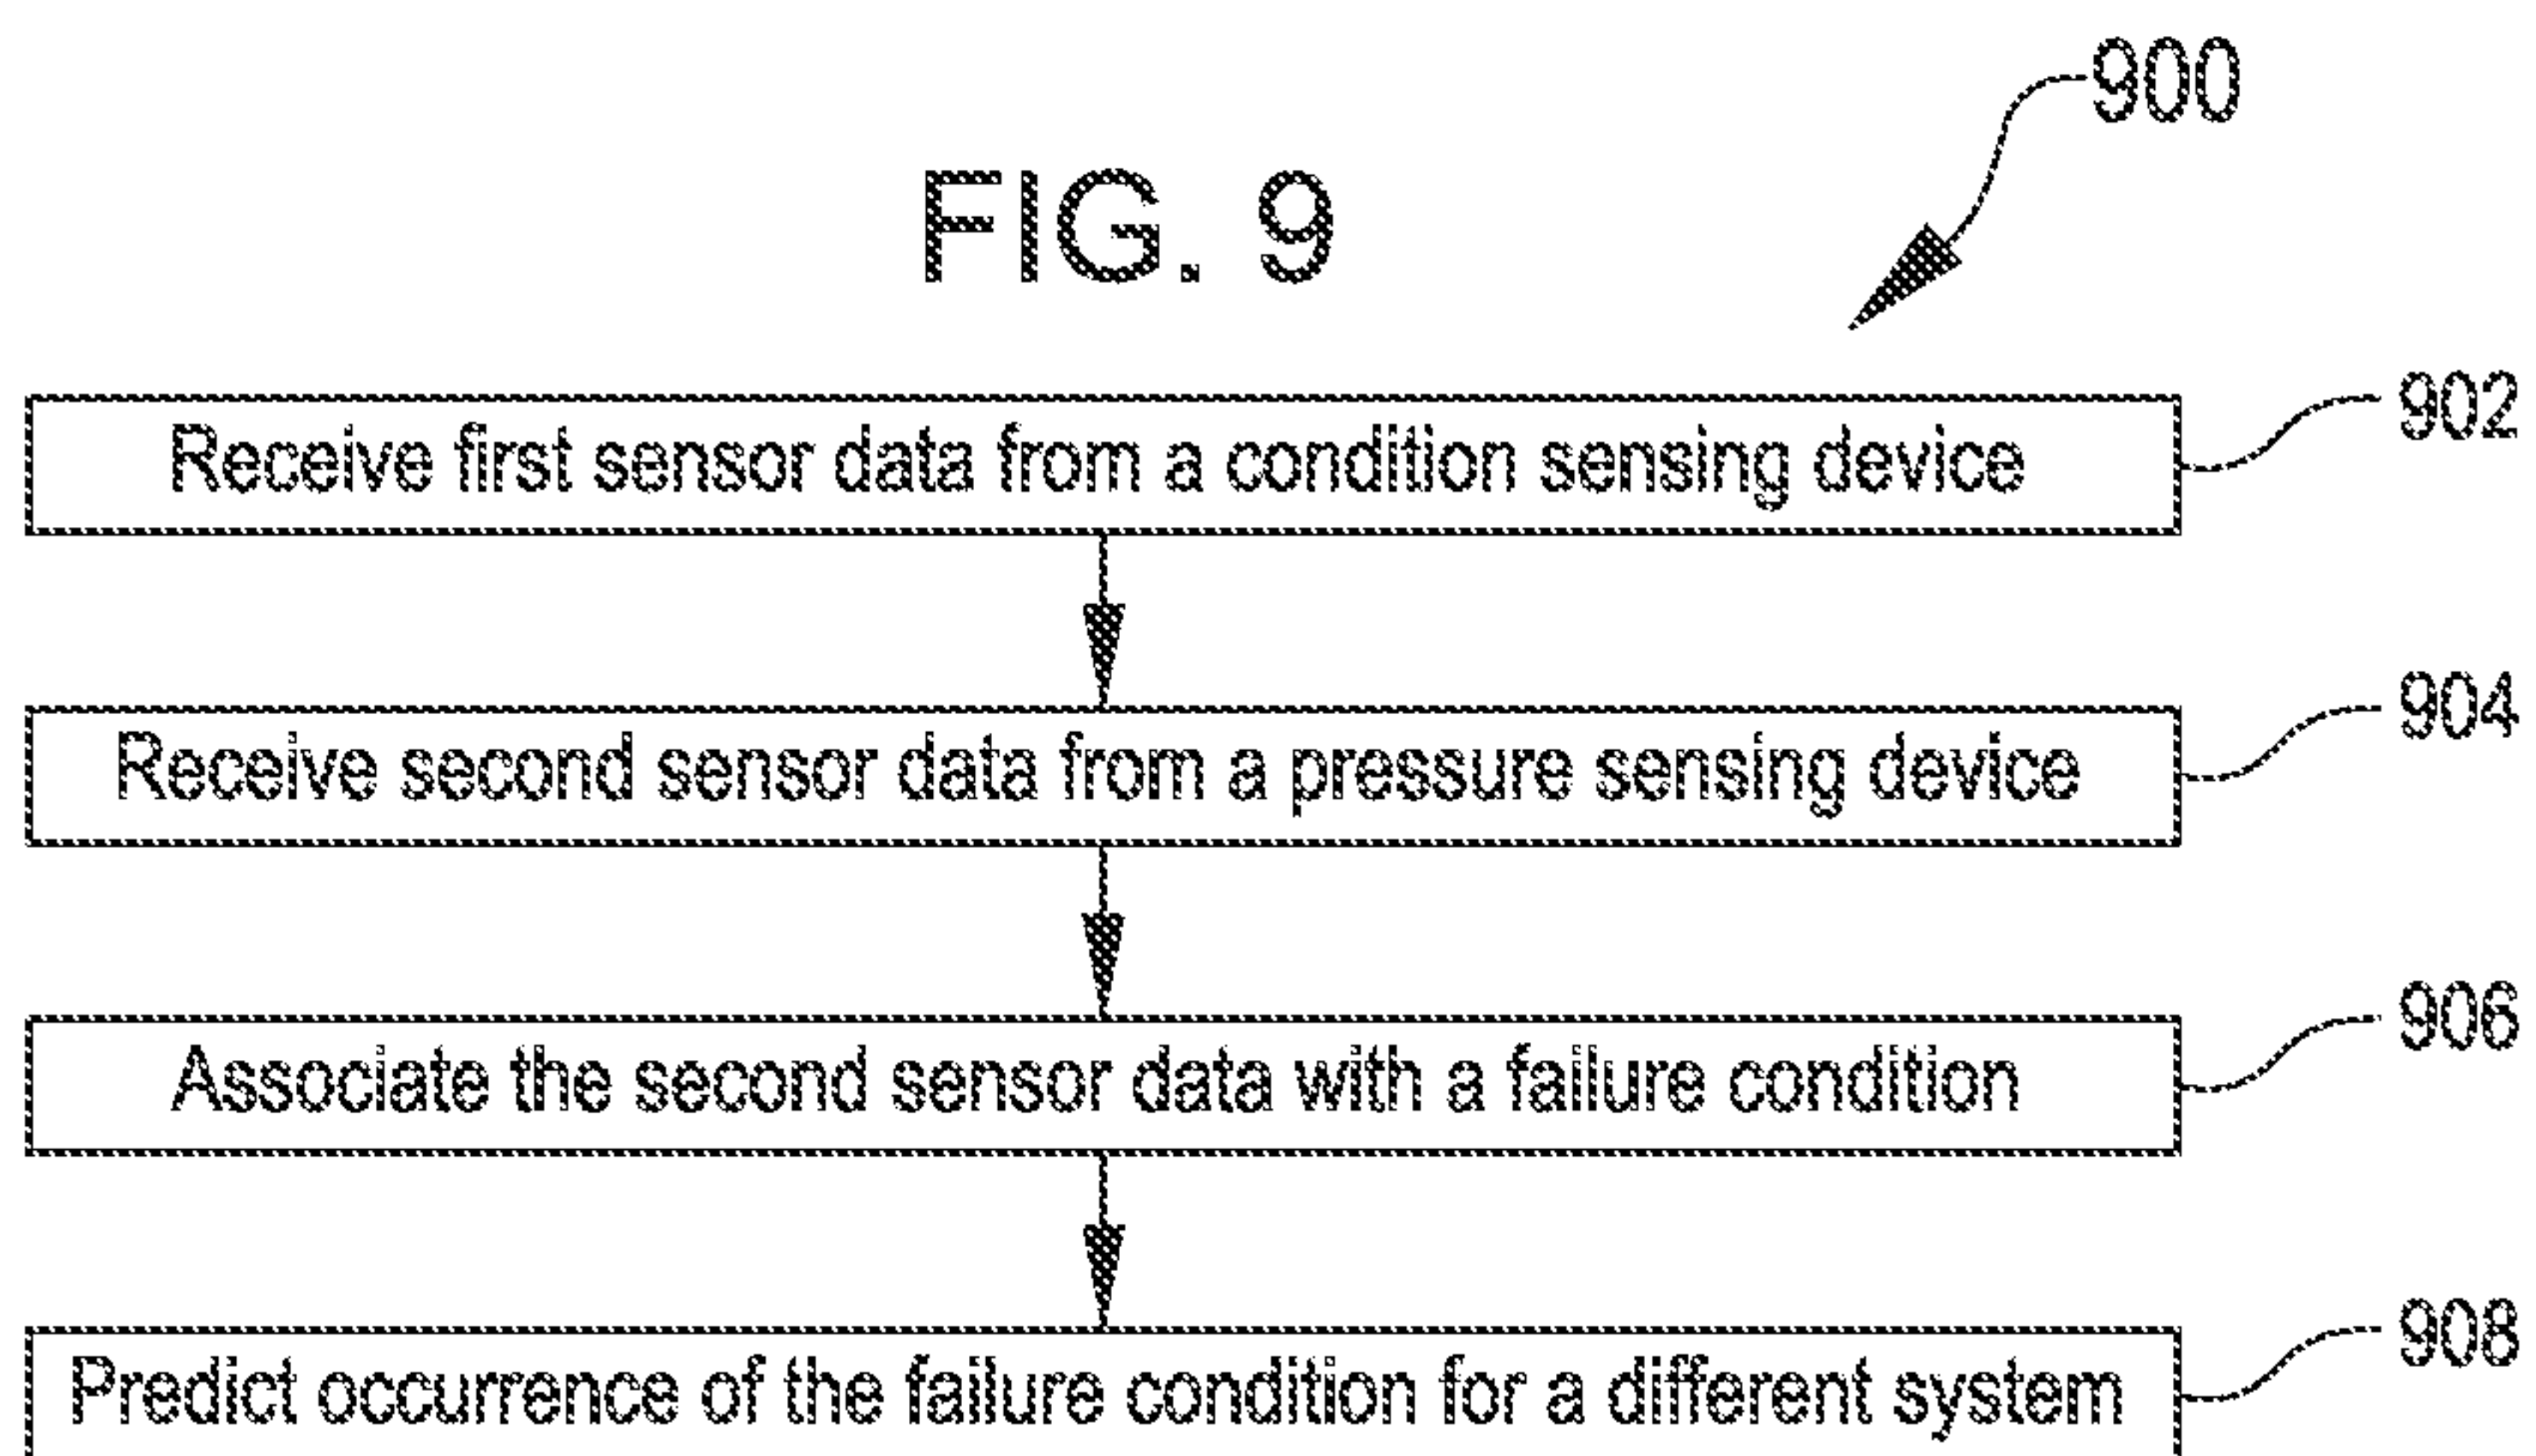 900
FIG. 9
Receive first sensor data from a condition sensing device
902
Receive second sensor data from a pressure sensing device
904
Associate the second sensor data with a failure condition
906
Predict occurrence of the failure condition for a different system
908